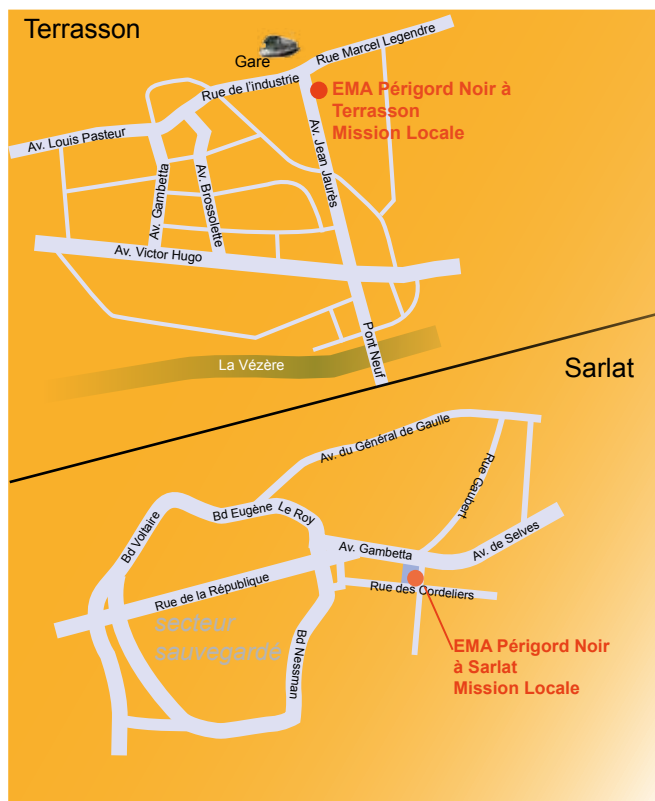 Terrasson
Gare
Rue Marcel Legendre
Rue de l'industrie
EMA Périgord Noir à
Terrasson
Mission Locale
Av. Louis Pasteur
Av. Jean Jaurès
Av. Gambetta
Av. Brossolette
Av. Victor Hugo
Pont Neuf
La Vézère
Sarlat
Av. du Général de Gaulle
Rue Gaubert
Bd Eugène Le Roy
Bd Voltaire
Av. de Selves
Av. Gambetta
Rue de la République
Rue des Cordeliers
secteur
sauvegardé
Bd Nessman
EMA Périgord Noir
à Sarlat
Mission Locale